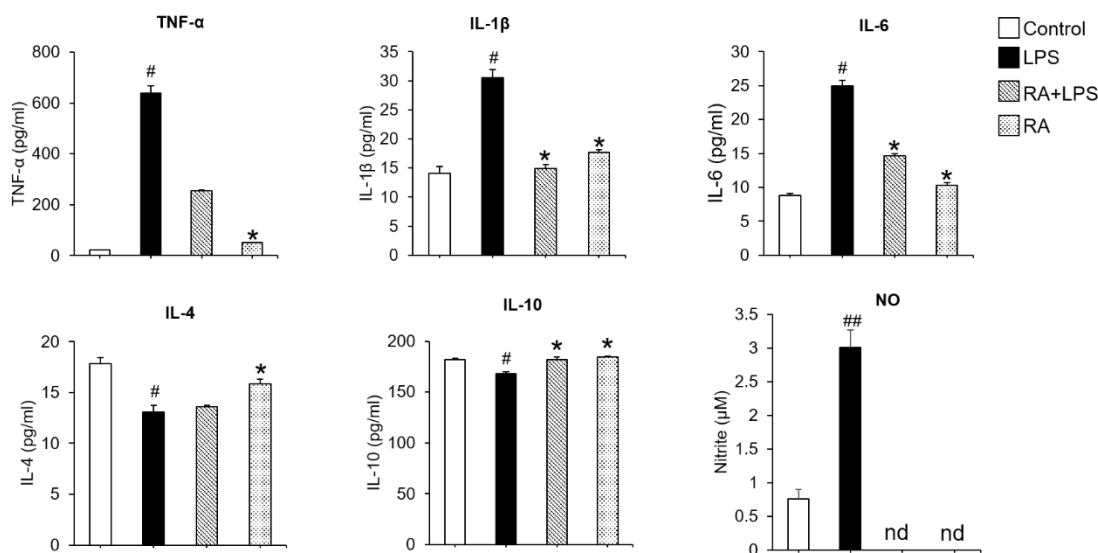 TNF-α
TNF-α (pg/ml)
800
600
400
200
0
#
*
IL-1β
IL-1β (pg/ml)
35
30
25
20
15
10
5
0
#
*
*
IL-6
IL-6 (pg/ml)
30
25
20
15
10
5
0
#
*
*
Control
LPS
RA+LPS
RA
IL-4
IL-4 (pg/ml)
20
15
10
5
0
#
*
IL-10
IL-10 (pg/ml)
200
150
100
50
0
#
*
*
NO
Nitrite (μM)
3.5
3
2.5
2
1.5
1
0.5
0
##
nd
nd